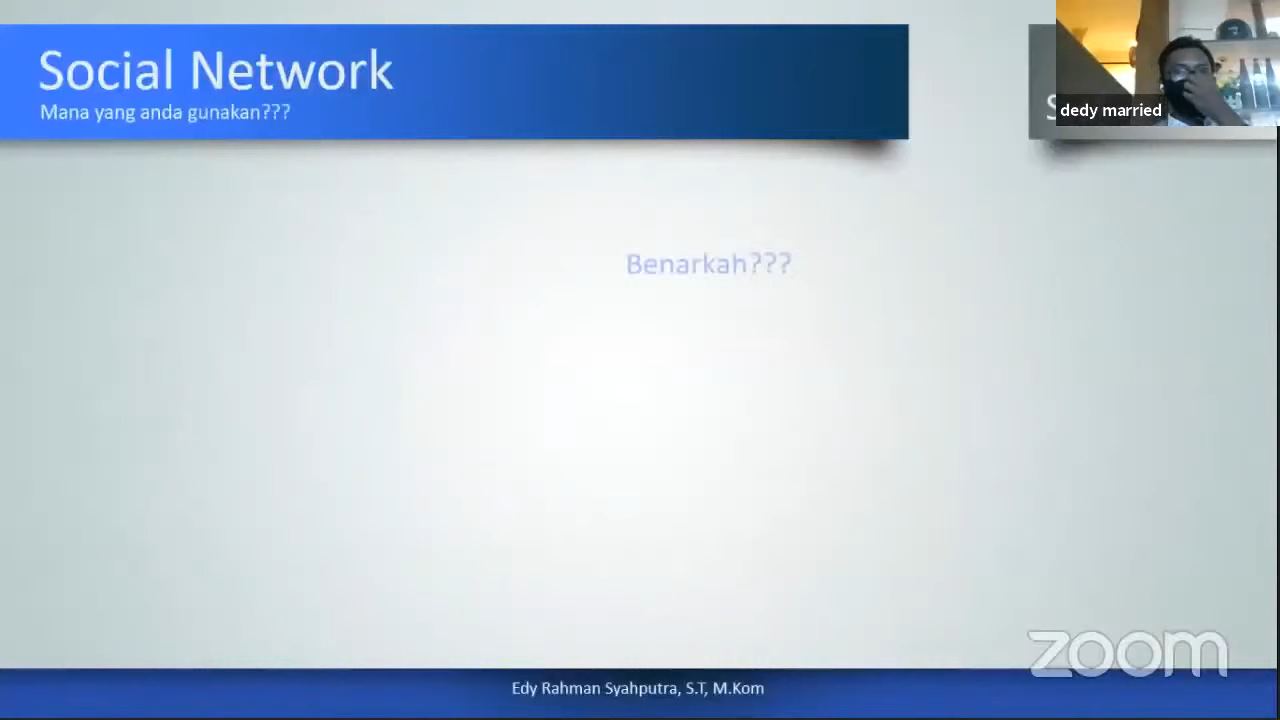 Social Network
Mana yang anda gunakan???
S
dedy married
Benarkah???
zoom
Edy Rahman Syahputra, S.T, M.Kom